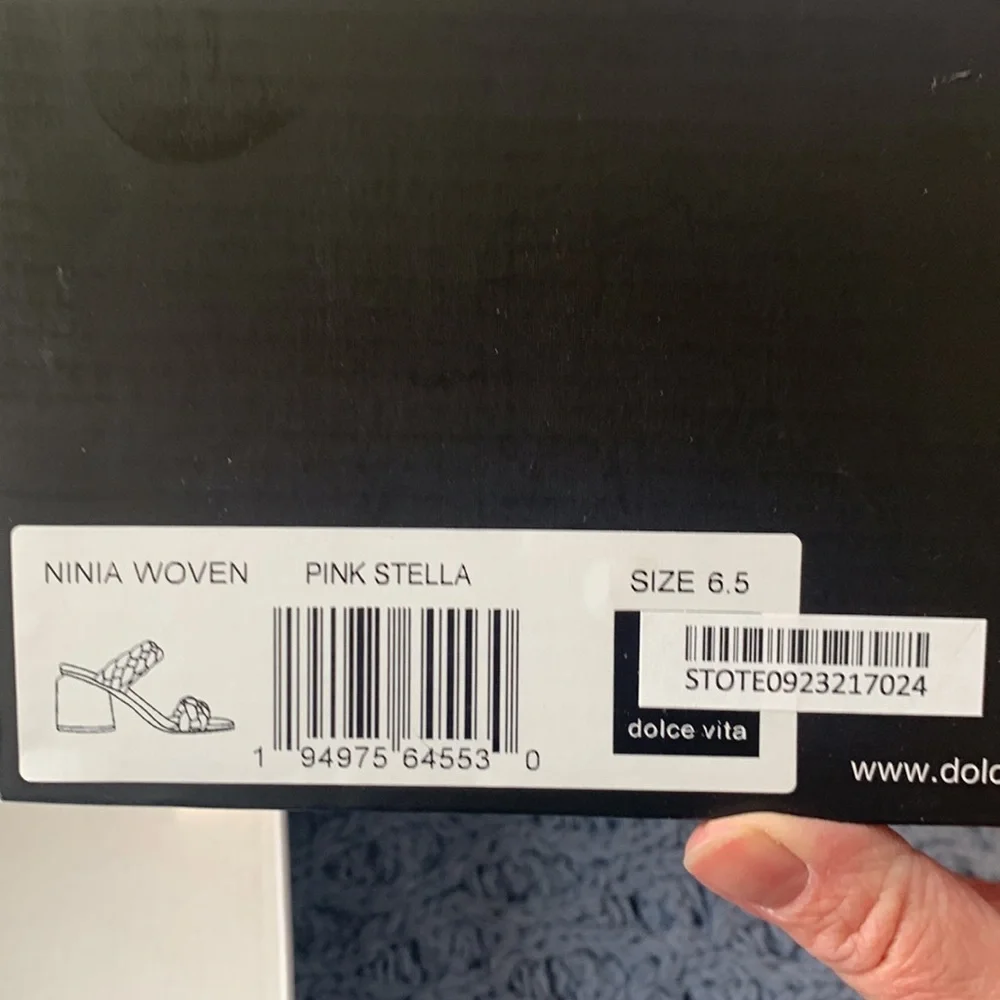 NINIA WOVEN PINK STELLA SIZE 6.5
STOTE0923217024
dolce vita
1 94975 64553 0
www.dolc